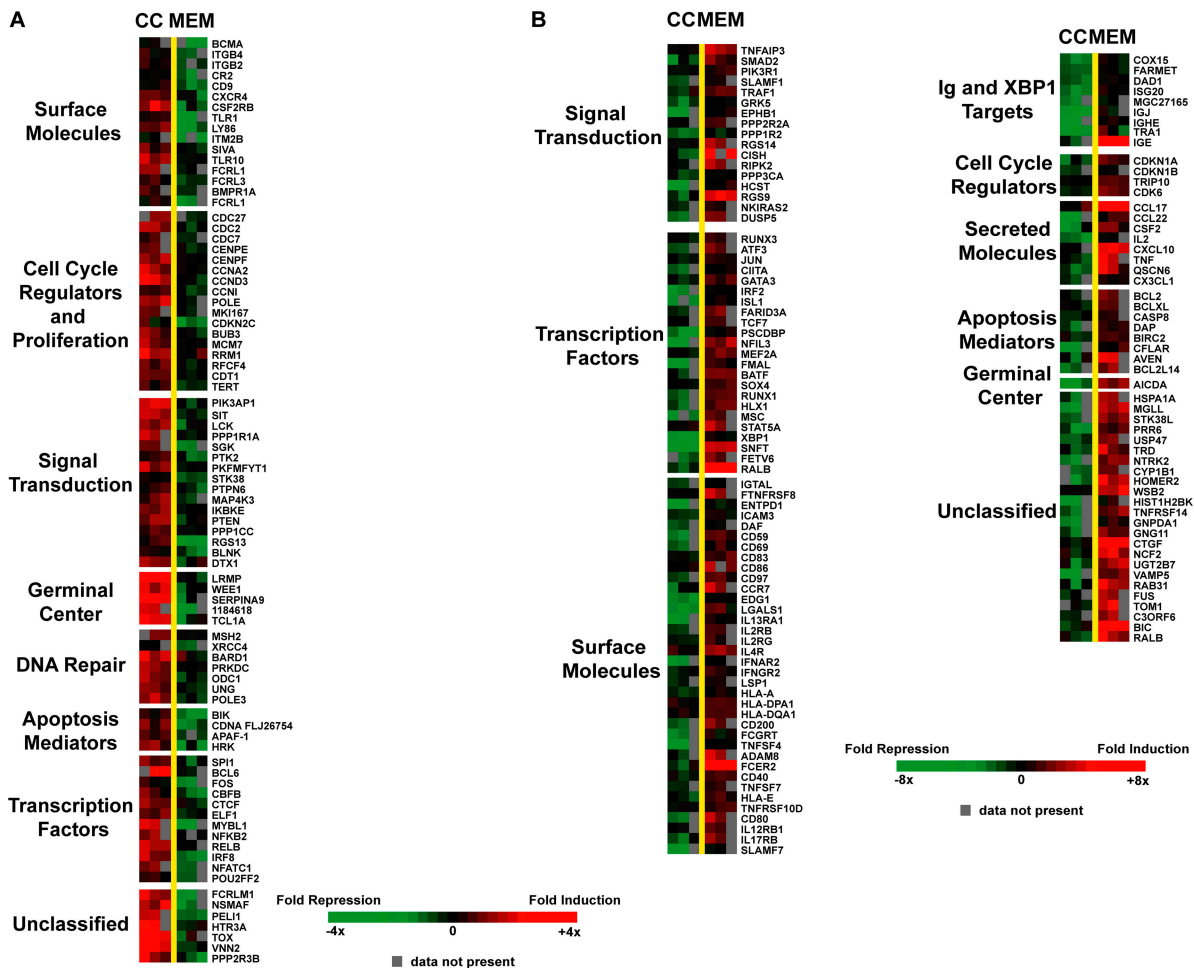 A
CC MEM
Surface
Molecules
BCMA
ITGB4
ITGB2
CR2
CD9
CXCR4
CSF2RB
TLR1
LY86
ITM2B
SIVA
TLR10
FCRL1
FCRL3
BMPR1A
FCRL1
Cell Cycle
Regulators
and
Proliferation
CDC27
CDC2
CDC7
CENPE
CENPF
CCNA2
CCND3
CCNI
POLE
MKI167
CDKN2C
BUB3
MCM7
RRM1
RFCF4
CDT1
TERT
Signal
Transduction
PIK3AP1
SIT
LCK
PPP1R1A
SGK
PTK2
PKFMFYT1
STK38
PTPN6
MAP4K3
IKBKE
PTEN
PPP1CC
RGS13
BLNK
DTX1
Germinal
Center
LRMP
WEE1
SERPINA9
1184618
TCL1A
DNA Repair
MSH2
XRCC4
BARD1
PRKDC
ODC1
UNG
POLE3
Apoptosis
Mediators
BIK
CDNA FLJ26754
APAF-1
HRK
Transcription
Factors
SPI1
BCL6
FOS
CBFB
CTCF
ELF1
MYBL1
NFKB2
RELB
IRF8
NFATC1
POU2FF2
Unclassified
FCRLM1
NSMAF
PELI1
HTR3A
TOX
VNN2
PPP2R3B
Fold Repression
Fold Induction
-4x
0
+4x
data not present
B
CCMEM
Signal
Transduction
TNFAIP3
SMAD2
PIK3R1
SLAMF1
TRAF1
GRK5
EPHB1
PPP2R2A
PPP1R2
RGS14
CISH
RIPK2
PPP3CA
HCST
RGS9
NKIRAS2
DUSP5
Transcription
Factors
RUNX3
ATF3
JUN
CIITA
GATA3
IRF2
ISL1
FARID3A
TCF7
PSCDBP
NFIL3
MEF2A
FMAL
BATF
SOX4
RUNX1
HLX1
MSC
STAT5A
XBP1
SNFT
FETV6
RALB
Surface
Molecules
IGTAL
FTNFRSF8
ENTPD1
ICAM3
DAF
CD59
CD69
CD83
CD86
CD97
CCR7
EDG1
LGALS1
IL13RA1
IL2RB
IL2RG
IL4R
IFNAR2
IFNGR2
LSP1
HLA-A
HLA-DPA1
HLA-DQA1
CD200
FCGRT
TNFSF4
ADAM8
FCER2
CD40
TNFSF7
HLA-E
TNFRSF10D
CD80
IL12RB1
IL17RB
SLAMF7
CCMEM
Ig and XBP1
Targets
COX15
FARMET
DAD1
ISG20
MGC27165
IGJ
IGHE
TRA1
IGE
Cell Cycle
Regulators
CDKN1A
CDKN1B
TRIP10
CDK6
Secreted
Molecules
CCL17
CCL22
CSF2
IL2
CXCL10
TNF
QSCN6
CX3CL1
Apoptosis
Mediators
BCL2
BCLXL
CASP8
DAP
BIRC2
CFLAR
AVEN
BCL2L14
Germinal
Center
AICDA
Unclassified
HSPA1A
MGLL
STK38L
PRR6
USP47
TRD
NTRK2
CYP1B1
HOMER2
WSB2
HIST1H2BK
TNFRSF14
GNPDA1
GNG11
CTGF
NCF2
UGT2B7
VAMP5
RAB31
FUS
TOM1
C3ORF6
BIC
RALB
Fold Repression
Fold Induction
-8x
0
+8x
data not present